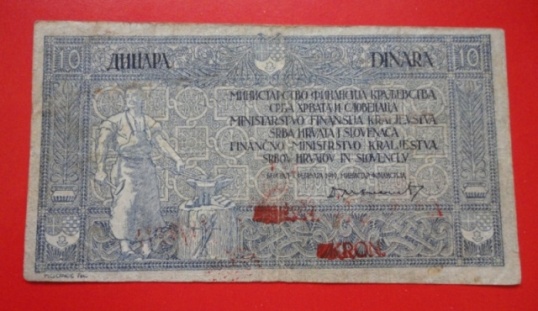 10 ДИНАРА DINARA 10
МИНИСТАРСТВО ФИНАНСИЈА КРАЉЕВСТВА
СРБА ХРВАТА И СЛОВЕНАЦА
MINISTARSTVO FINANSIJA KRALJEVSTVA
SRBA HRVATA I SLOVENACA
FINANČNO MINISTRSTVO KRALJESTVA
SRBOV HRVATOV IN SLOVENCEV
KRON.